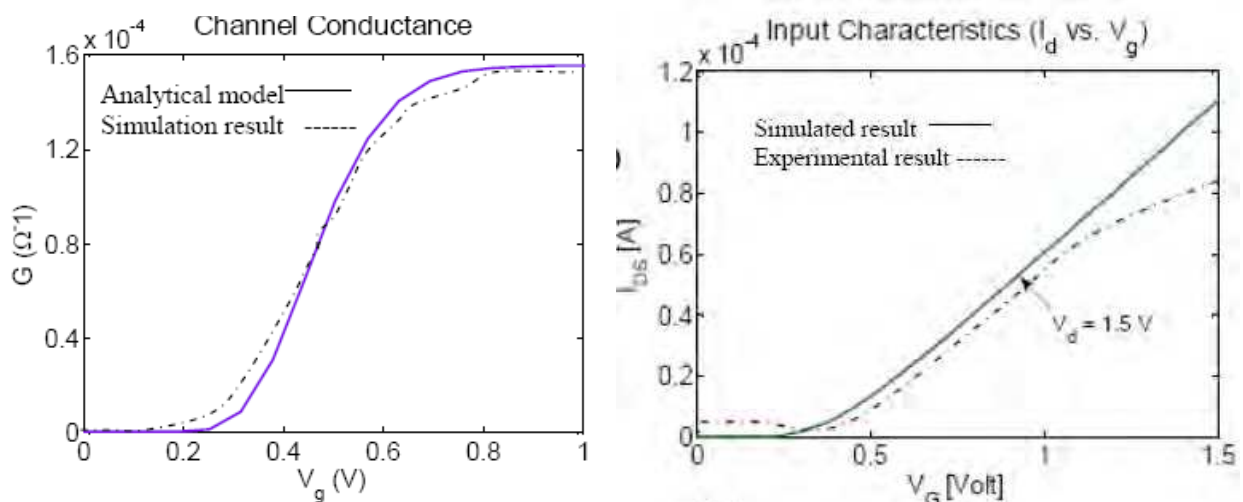 Channel Conductance
x 10⁻⁴
1.6
1.2
0.8
0.4
0
G (Ω⁻¹)
Analytical model
Simulation result
0 0.2 0.4 0.6 0.8 1
V_g (V)
Input Characteristics (I_d vs. V_g)
x 10⁻⁴
1.2
1
0.8
0.6
0.4
0.2
0
I_DS [A]
Simulated result
Experimental result
V_d = 1.5 V
0 0.5 1 1.5
V_G [Volt]